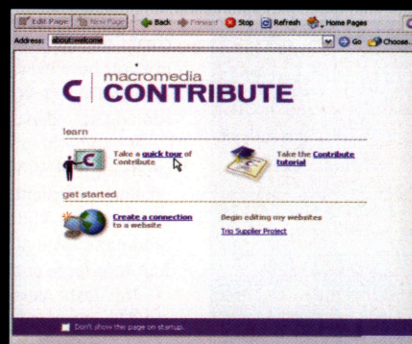 Edit Page New Page Back Forward Stop Refresh Home Pages
Address: about:welcome Go Choose
macromedia
C CONTRIBUTE
learn
Take a quick tour of
Contribute
Take the Contribute
tutorial
get started
Create a connection
to a website
Begin editing my websites
Trio Supplier Project
Don't show this page on startup.